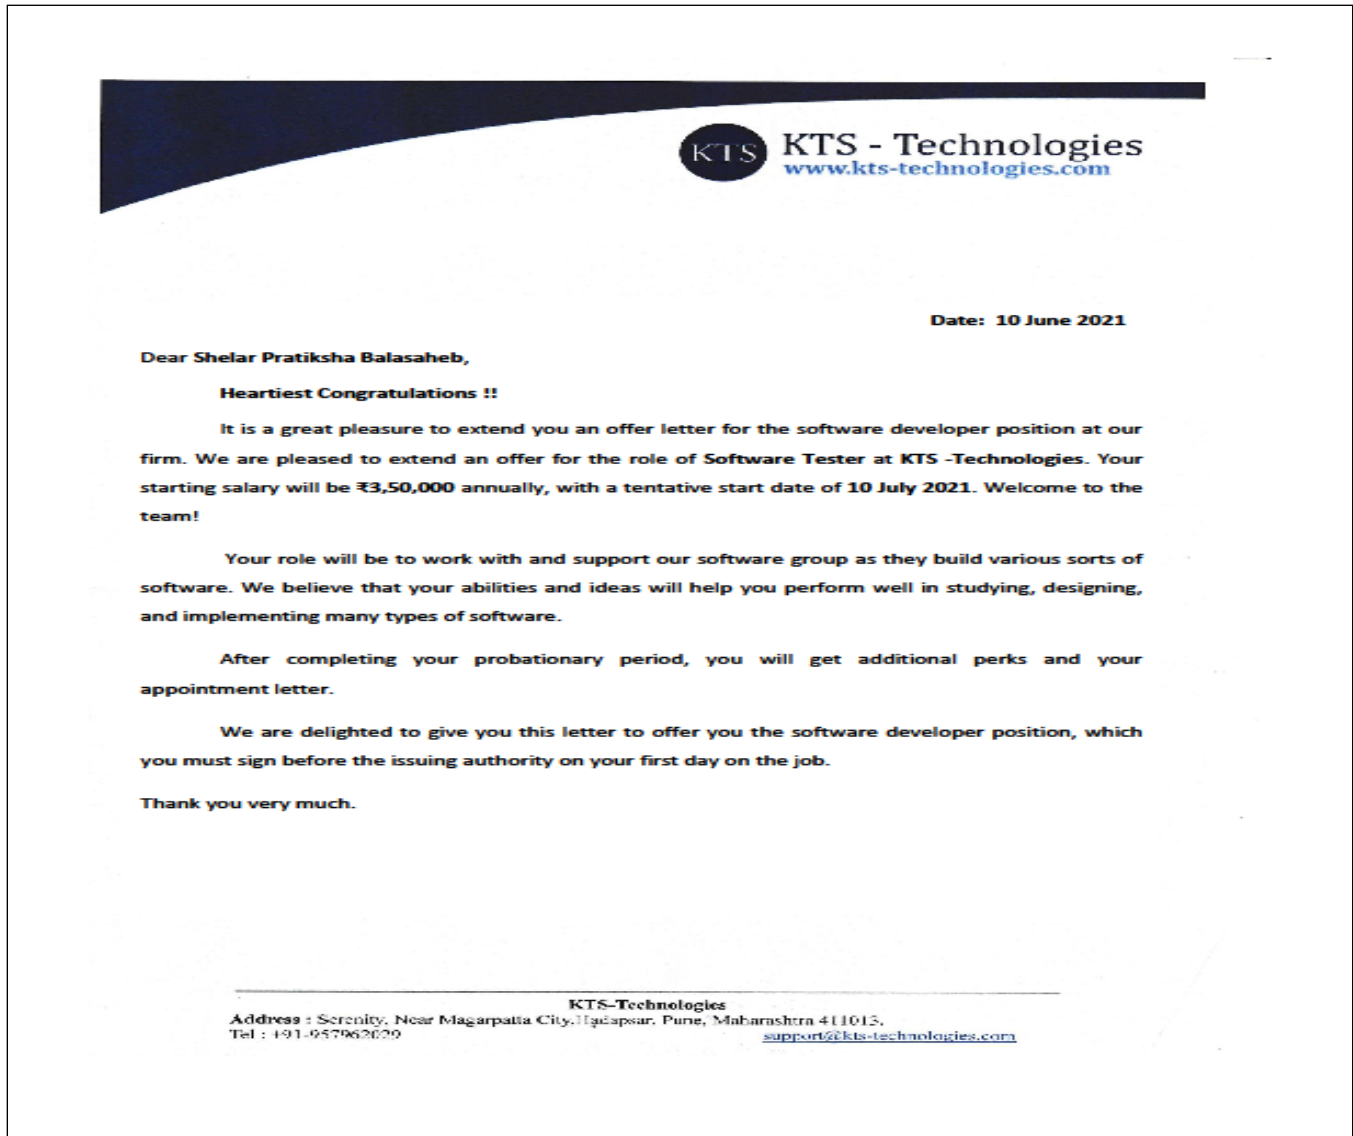 KTS
KTS - Technologies
www.kts-technologies.com
Date: 10 June 2021
Dear Shelar Pratiksha Balasaheb,
Heartiest Congratulations !!
It is a great pleasure to extend you an offer letter for the software developer position at our
firm. We are pleased to extend an offer for the role of Software Tester at KTS -Technologies. Your
starting salary will be ₹3,50,000 annually, with a tentative start date of 10 July 2021. Welcome to the
team!
Your role will be to work with and support our software group as they build various sorts of
software. We believe that your abilities and ideas will help you perform well in studying, designing,
and implementing many types of software.
After completing your probationary period, you will get additional perks and your
appointment letter.
We are delighted to give you this letter to offer you the software developer position, which
you must sign before the issuing authority on your first day on the job.
Thank you very much.
KTS-Technologies
Address : Serenity, Near Magarpatta City,Hadapsar, Pune, Maharashtra 411013.
Tel : +91-957962029 support@kts-technologies.com